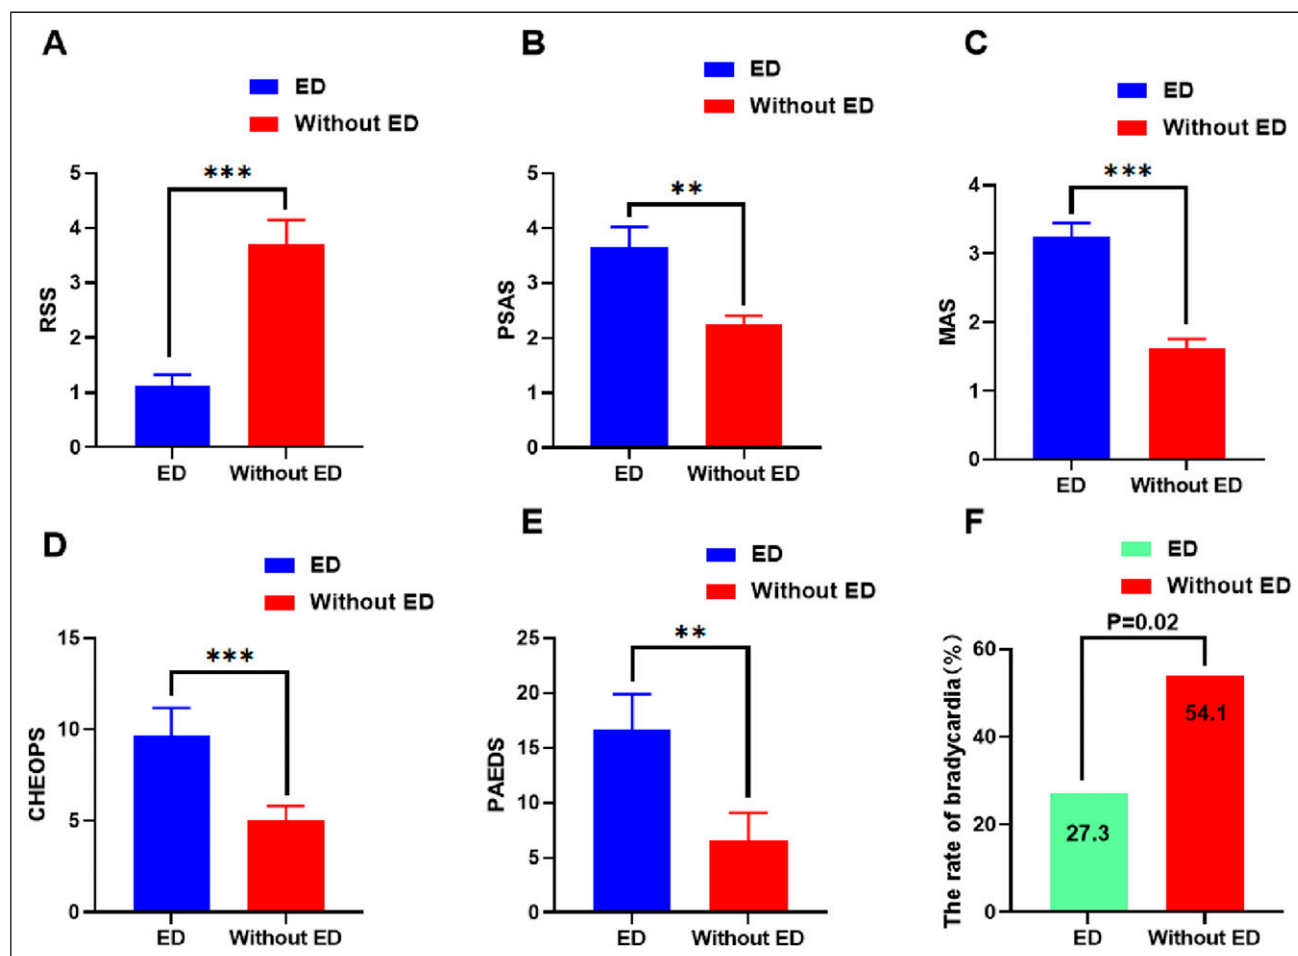 A
ED
Without ED
***
RSS
5
4
3
2
1
0
ED Without ED
B
ED
Without ED
**
PSAS
5
4
3
2
1
0
ED Without ED
C
ED
Without ED
***
MAS
4
3
2
1
0
ED Without ED
D
ED
Without ED
***
CHEOPS
15
10
5
0
ED Without ED
E
ED
Without ED
**
PAEDS
25
20
15
10
5
0
ED Without ED
F
ED
Without ED
P=0.02
The rate of bradycardia(%)
60
40
20
0
54.1
27.3
ED Without ED